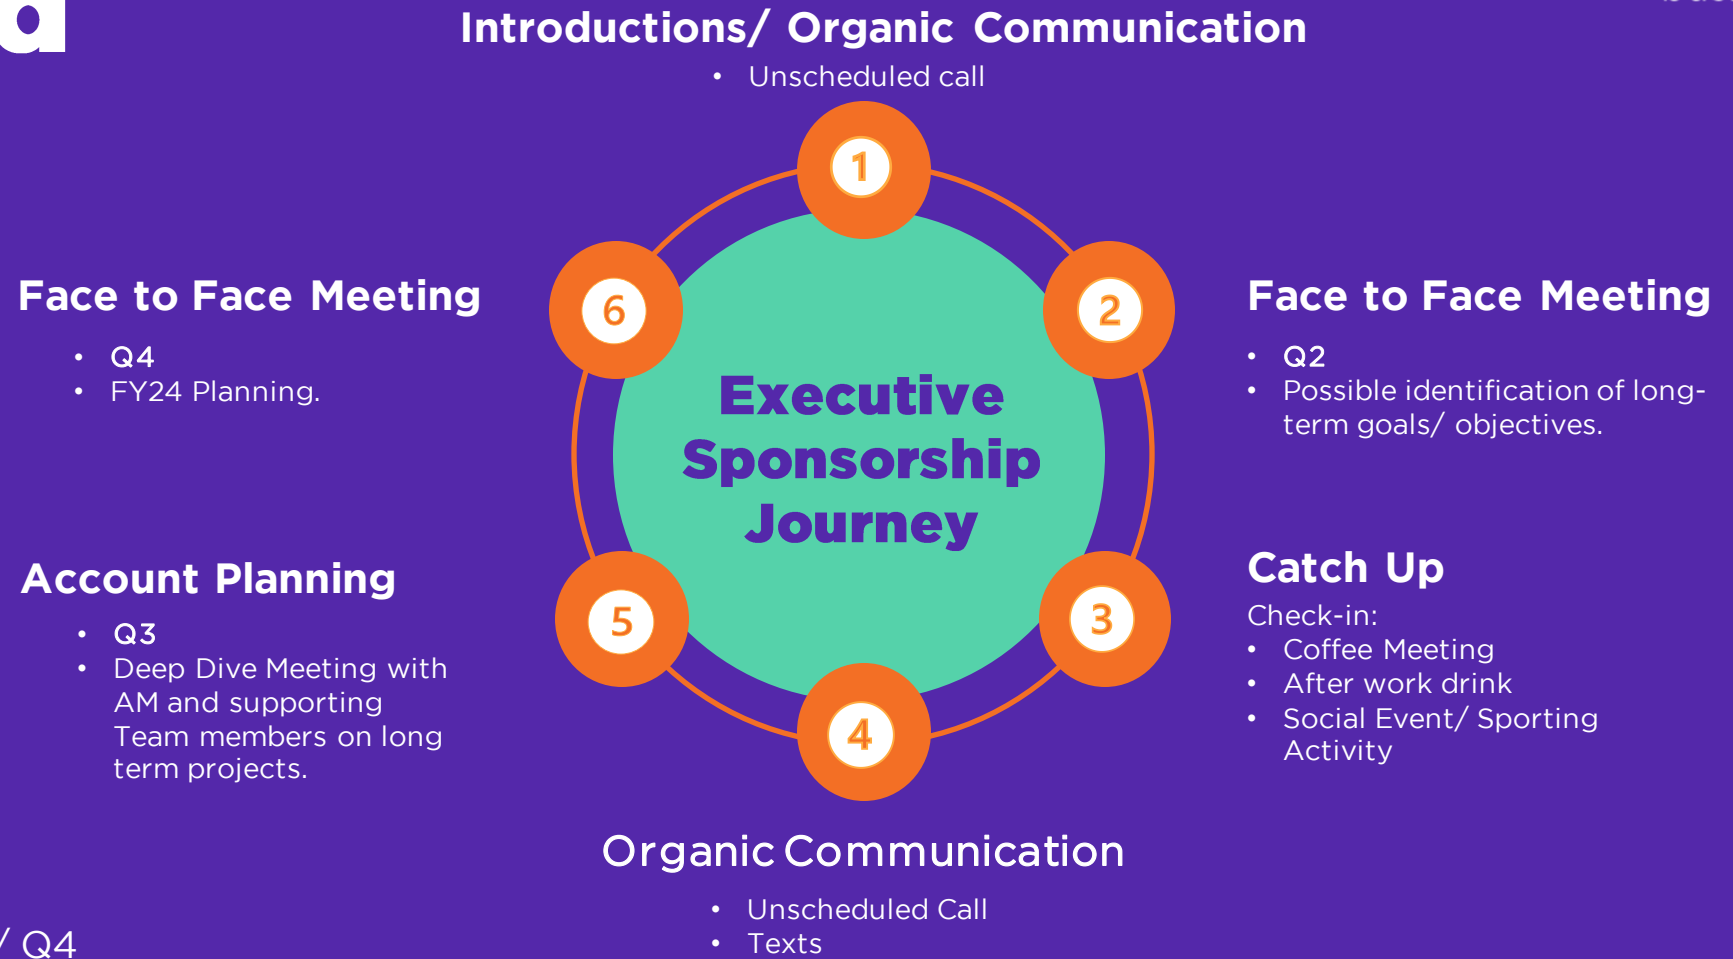 a
Introductions/ Organic Communication
• Unscheduled call
1
6
2
Face to Face Meeting
• Q4
• FY24 Planning.
Face to Face Meeting
• Q2
• Possible identification of long-
term goals/ objectives.
Executive
Sponsorship
Journey
Account Planning
• Q3
• Deep Dive Meeting with
AM and supporting
Team members on long
term projects.
5
3
Catch Up
Check-in:
• Coffee Meeting
• After work drink
• Social Event/ Sporting
Activity
4
Organic Communication
• Unscheduled Call
• Texts
/ Q4